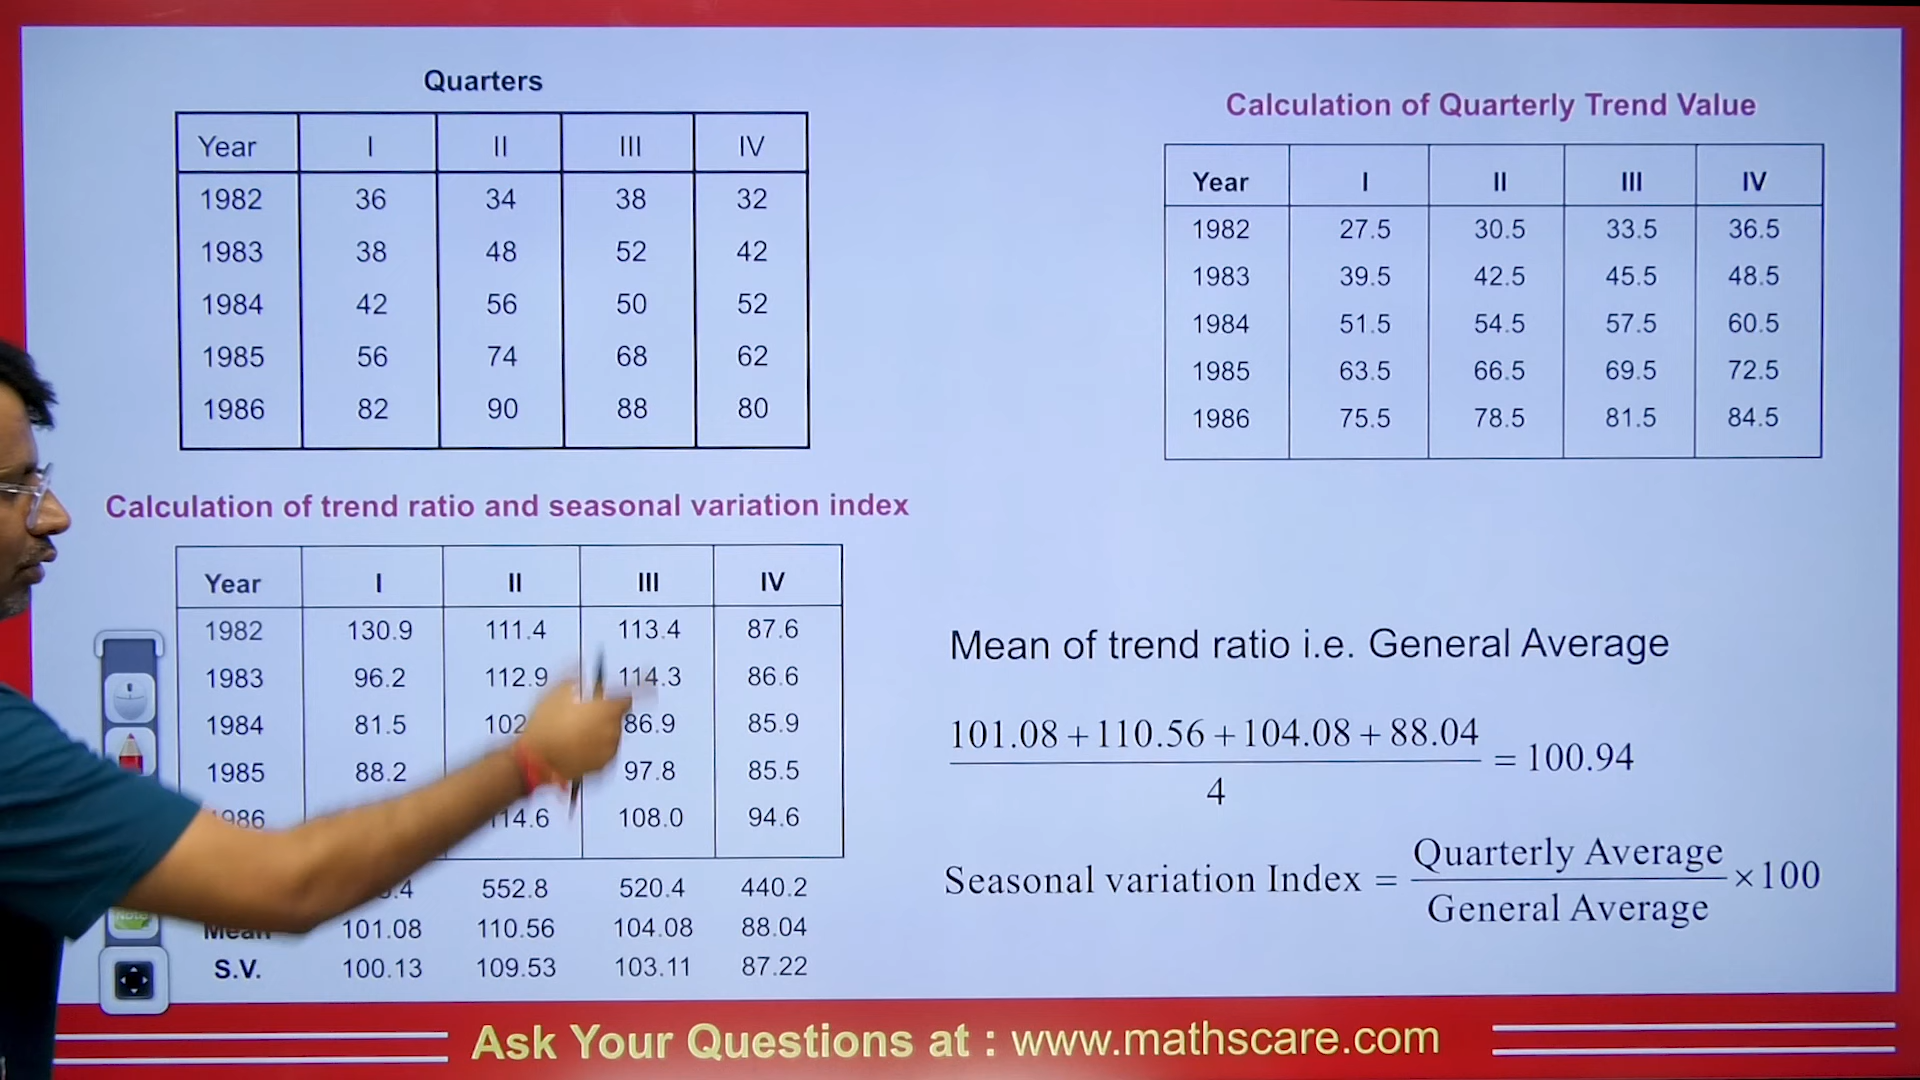 Quarters
Year I II III IV
1982 36 34 38 32
1983 38 48 52 42
1984 42 56 50 52
1985 56 74 68 62
1986 82 90 88 80
Calculation of Quarterly Trend Value
Year I II III IV
1982 27.5 30.5 33.5 36.5
1983 39.5 42.5 45.5 48.5
1984 51.5 54.5 57.5 60.5
1985 63.5 66.5 69.5 72.5
1986 75.5 78.5 81.5 84.5
Calculation of trend ratio and seasonal variation index
Year I II III IV
1982 130.9 111.4 113.4 87.6
1983 96.2 112.9 114.3 86.6
1984 81.5 102 86.9 85.9
1985 88.2 97.8 85.5
1986 114.6 108.0 94.6
552.8 520.4 440.2
Mean 101.08 110.56 104.08 88.04
S.V. 100.13 109.53 103.11 87.22
Mean of trend ratio i.e. General Average
101.08 + 110.56 + 104.08 + 88.04
= 100.94
4
Quarterly Average
Seasonal variation Index = ×100
General Average
Ask Your Questions at : www.mathscare.com